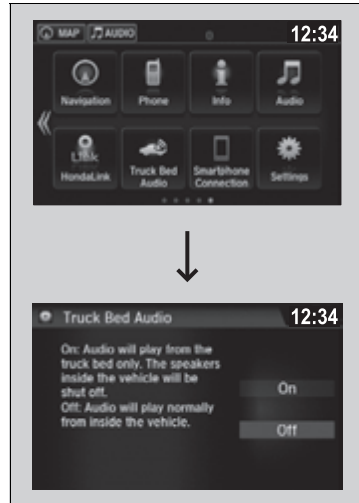 MAP AUDIO 12:34
Navigation Phone Info Audio
Link
HondaLink Truck Bed Audio Smartphone Connection Settings
Truck Bed Audio 12:34
On: Audio will play from the
truck bed only. The speakers
inside the vehicle will be
shut off.
Off: Audio will play normally
from inside the vehicle.
On
Off